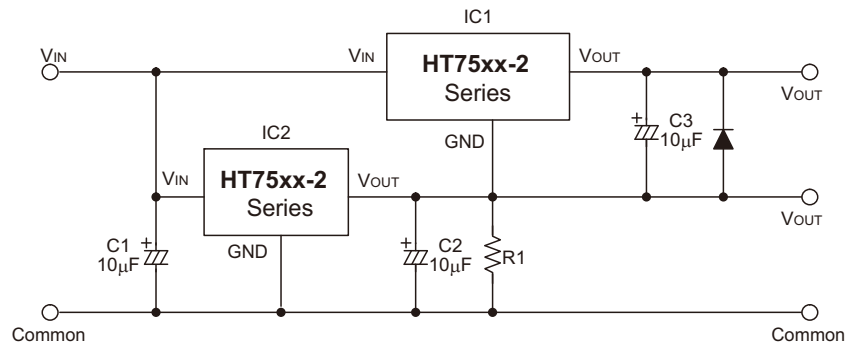 IC1
VIN
VIN
HT75xx-2
Series
VOUT
VOUT
GND
C3
+
10μF
IC2
VIN
HT75xx-2
Series
VOUT
VOUT
GND
C1
+
10μF
C2
+
10μF
R1
Common
Common